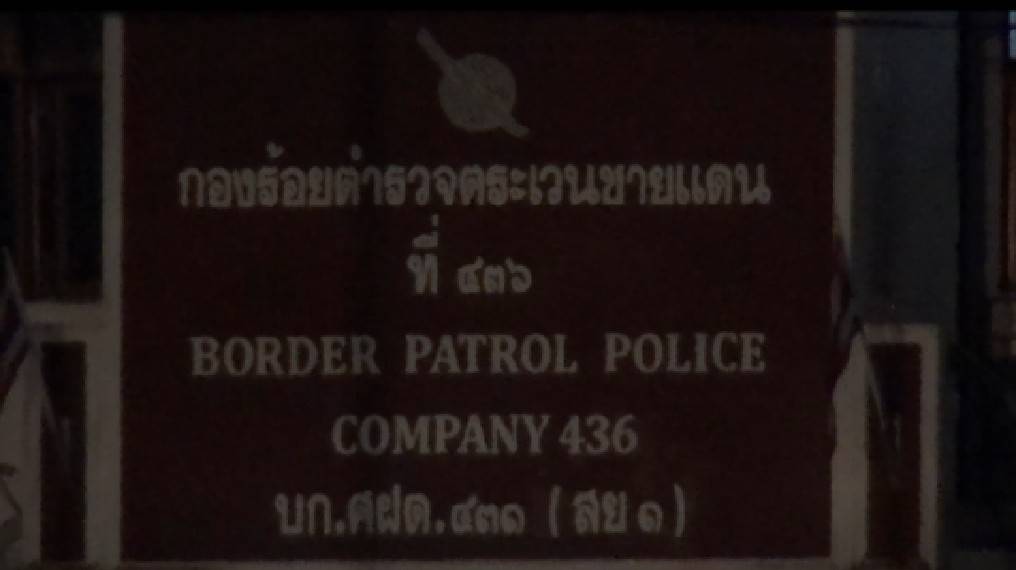 กองร้อยตำรวจตระเวนชายแดน
ที่ ๔๓๖
BORDER PATROL POLICE
COMPANY 436
บก.ศฝด.๔๓๑ ( สย ๑ )